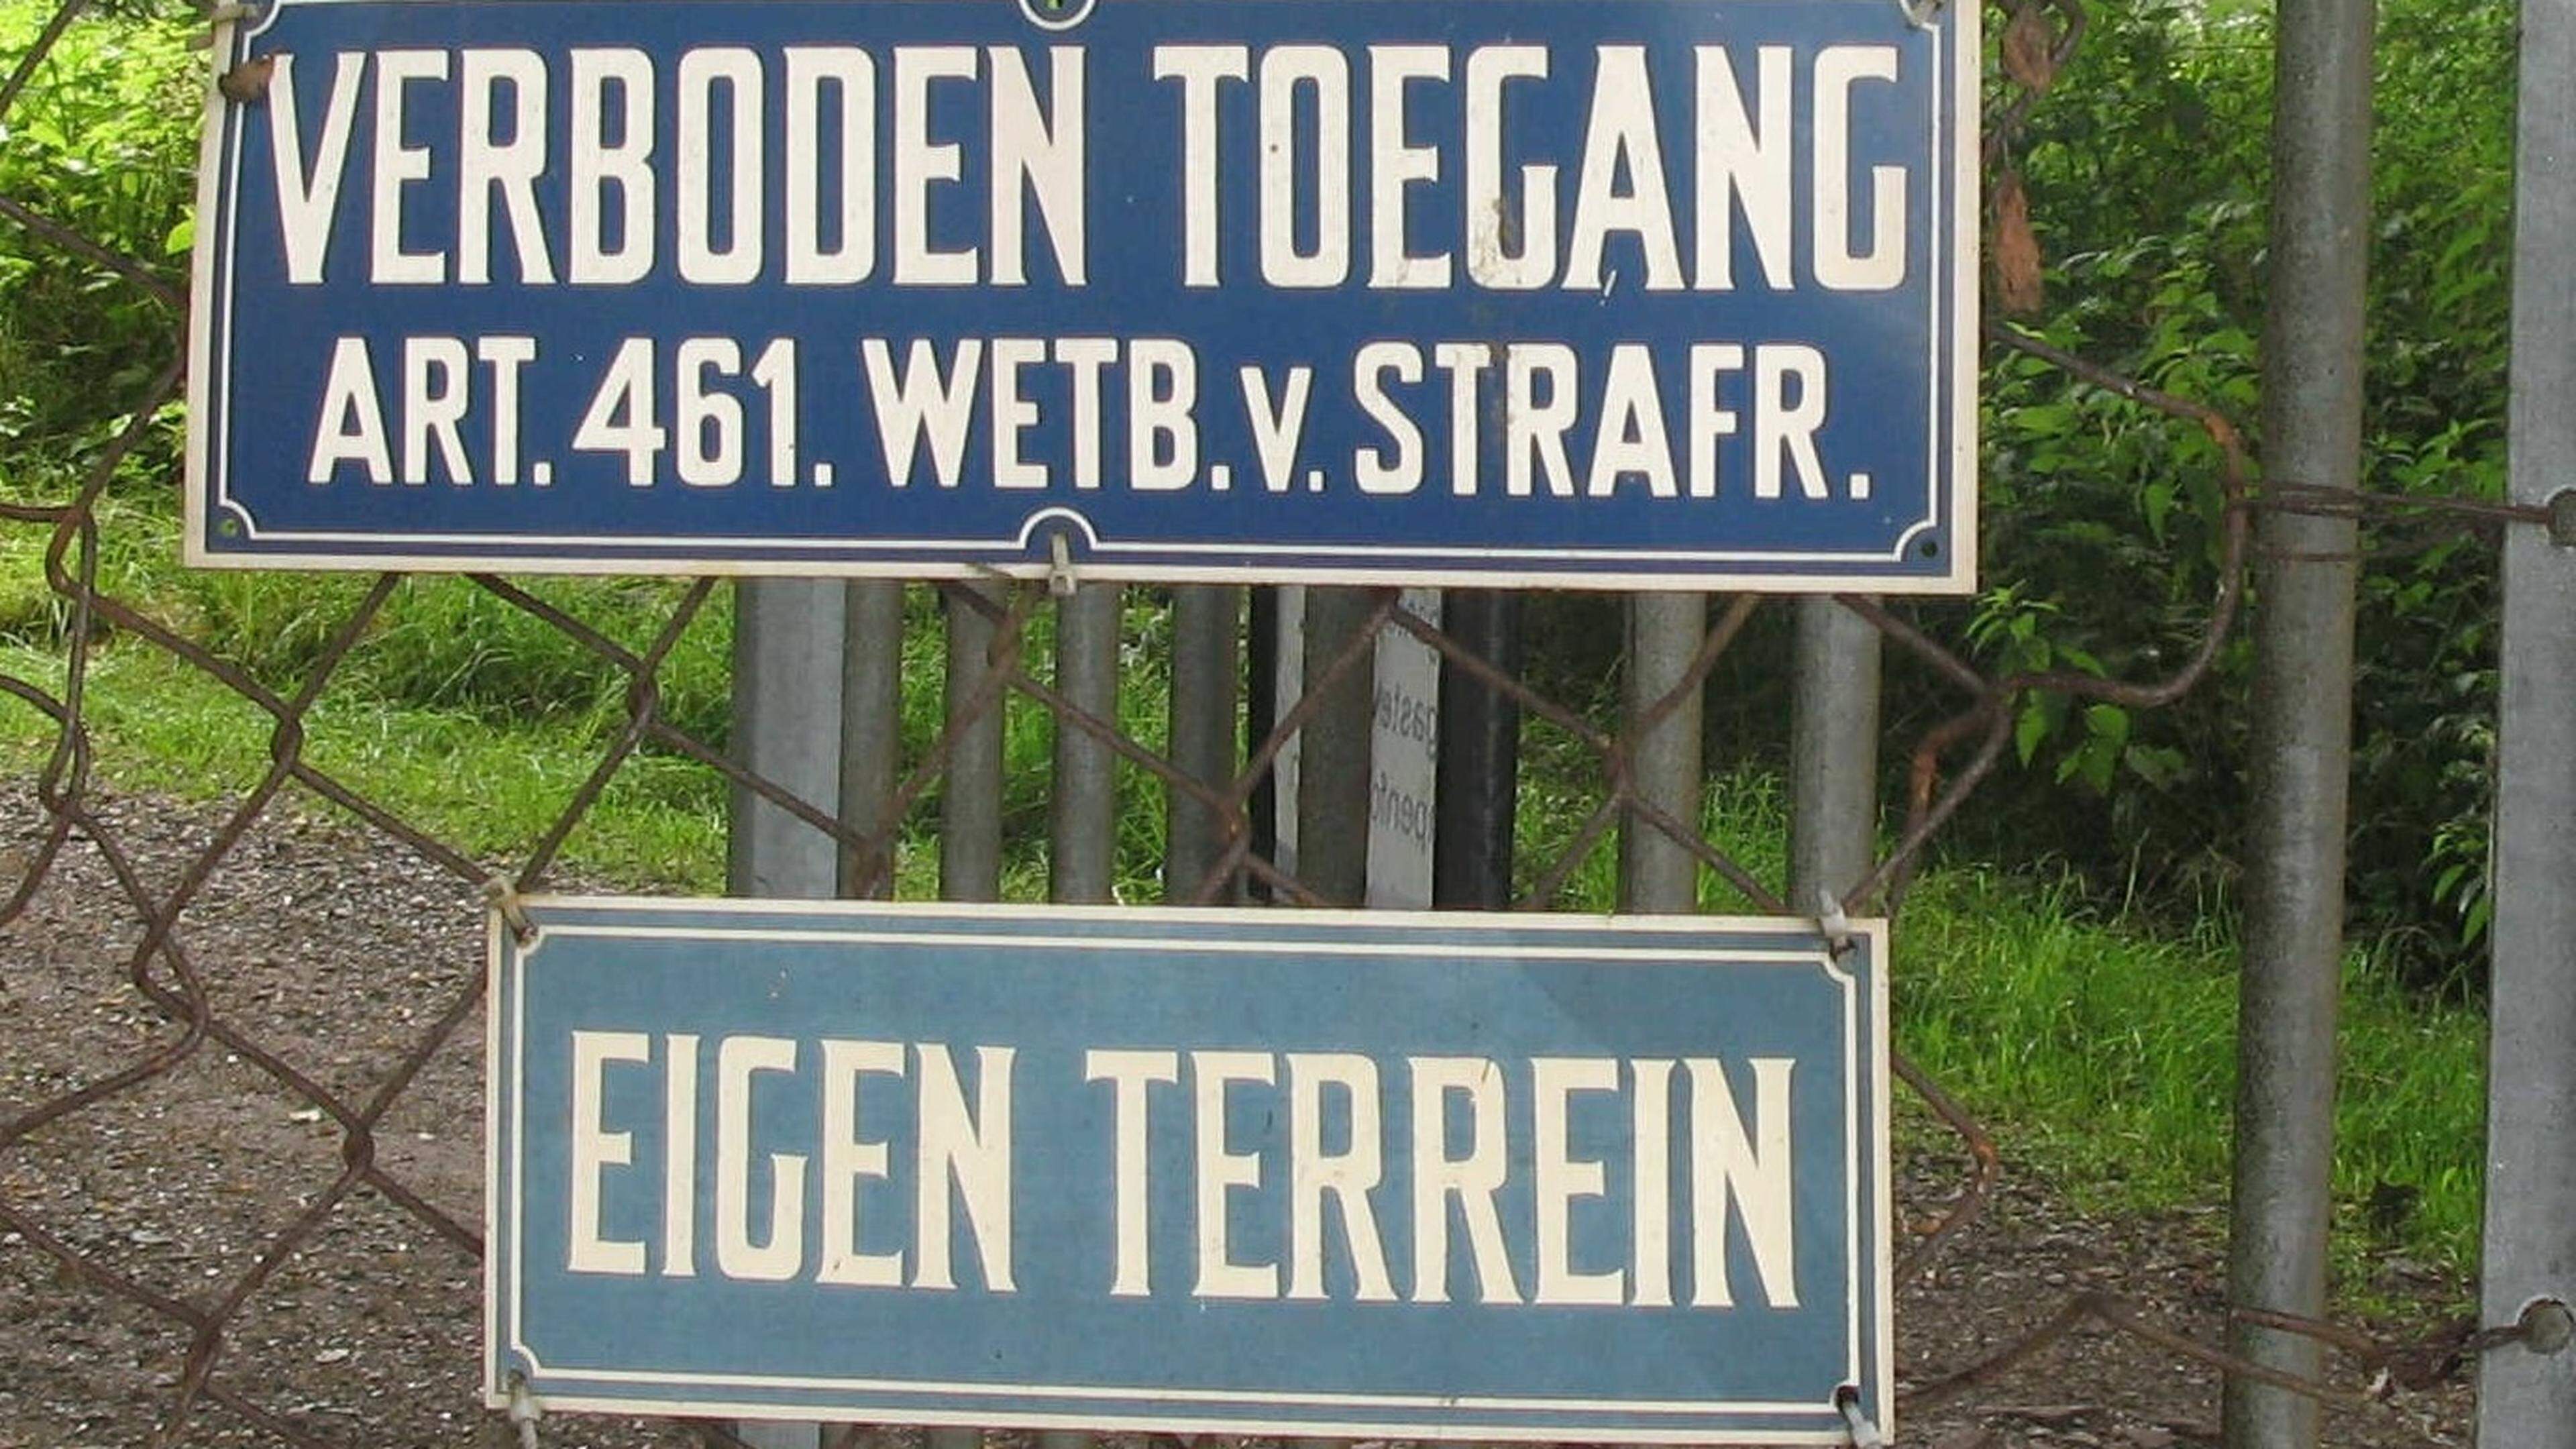 VERBODEN TOEGANG
ART. 461. WETB. v. STRAFR.
EIGEN TERREIN